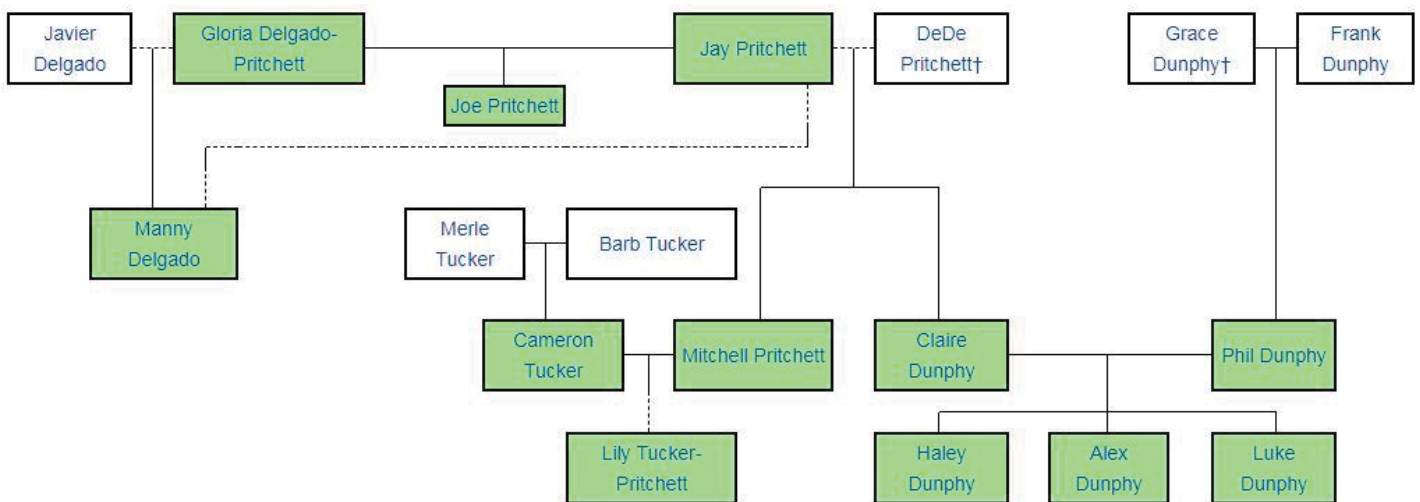 Javier
Delgado
Gloria Delgado-
Pritchett
Jay Pritchett
DeDe
Pritchett†
Grace
Dunphy†
Frank
Dunphy
Joe Pritchett
Manny
Delgado
Merle
Tucker
Barb Tucker
Cameron
Tucker
Mitchell Pritchett
Claire
Dunphy
Phil Dunphy
Lily Tucker-
Pritchett
Haley
Dunphy
Alex
Dunphy
Luke
Dunphy